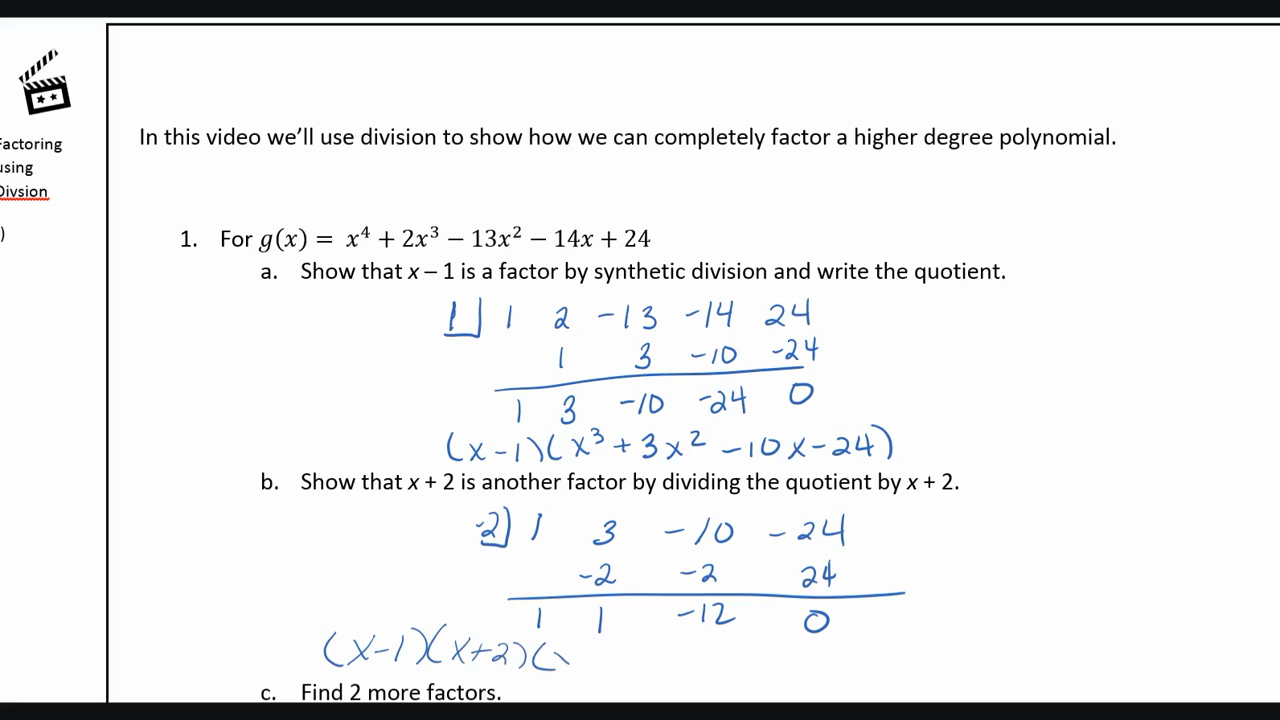 Factoring
using
Divsion
)
In this video we’ll use division to show how we can completely factor a higher degree polynomial.
1. For g(x) = x⁴ + 2x³ − 13x² − 14x + 24
a. Show that x – 1 is a factor by synthetic division and write the quotient.
1 1 2 -13 -14 24
1 3 -10 -24
1 3 -10 -24 0
(x-1)(x³+3x²-10x-24)
b. Show that x + 2 is another factor by dividing the quotient by x + 2.
-2 1 3 -10 -24
-2 -2 24
1 1 -12 0
(x-1)(x+2)(
c. Find 2 more factors.